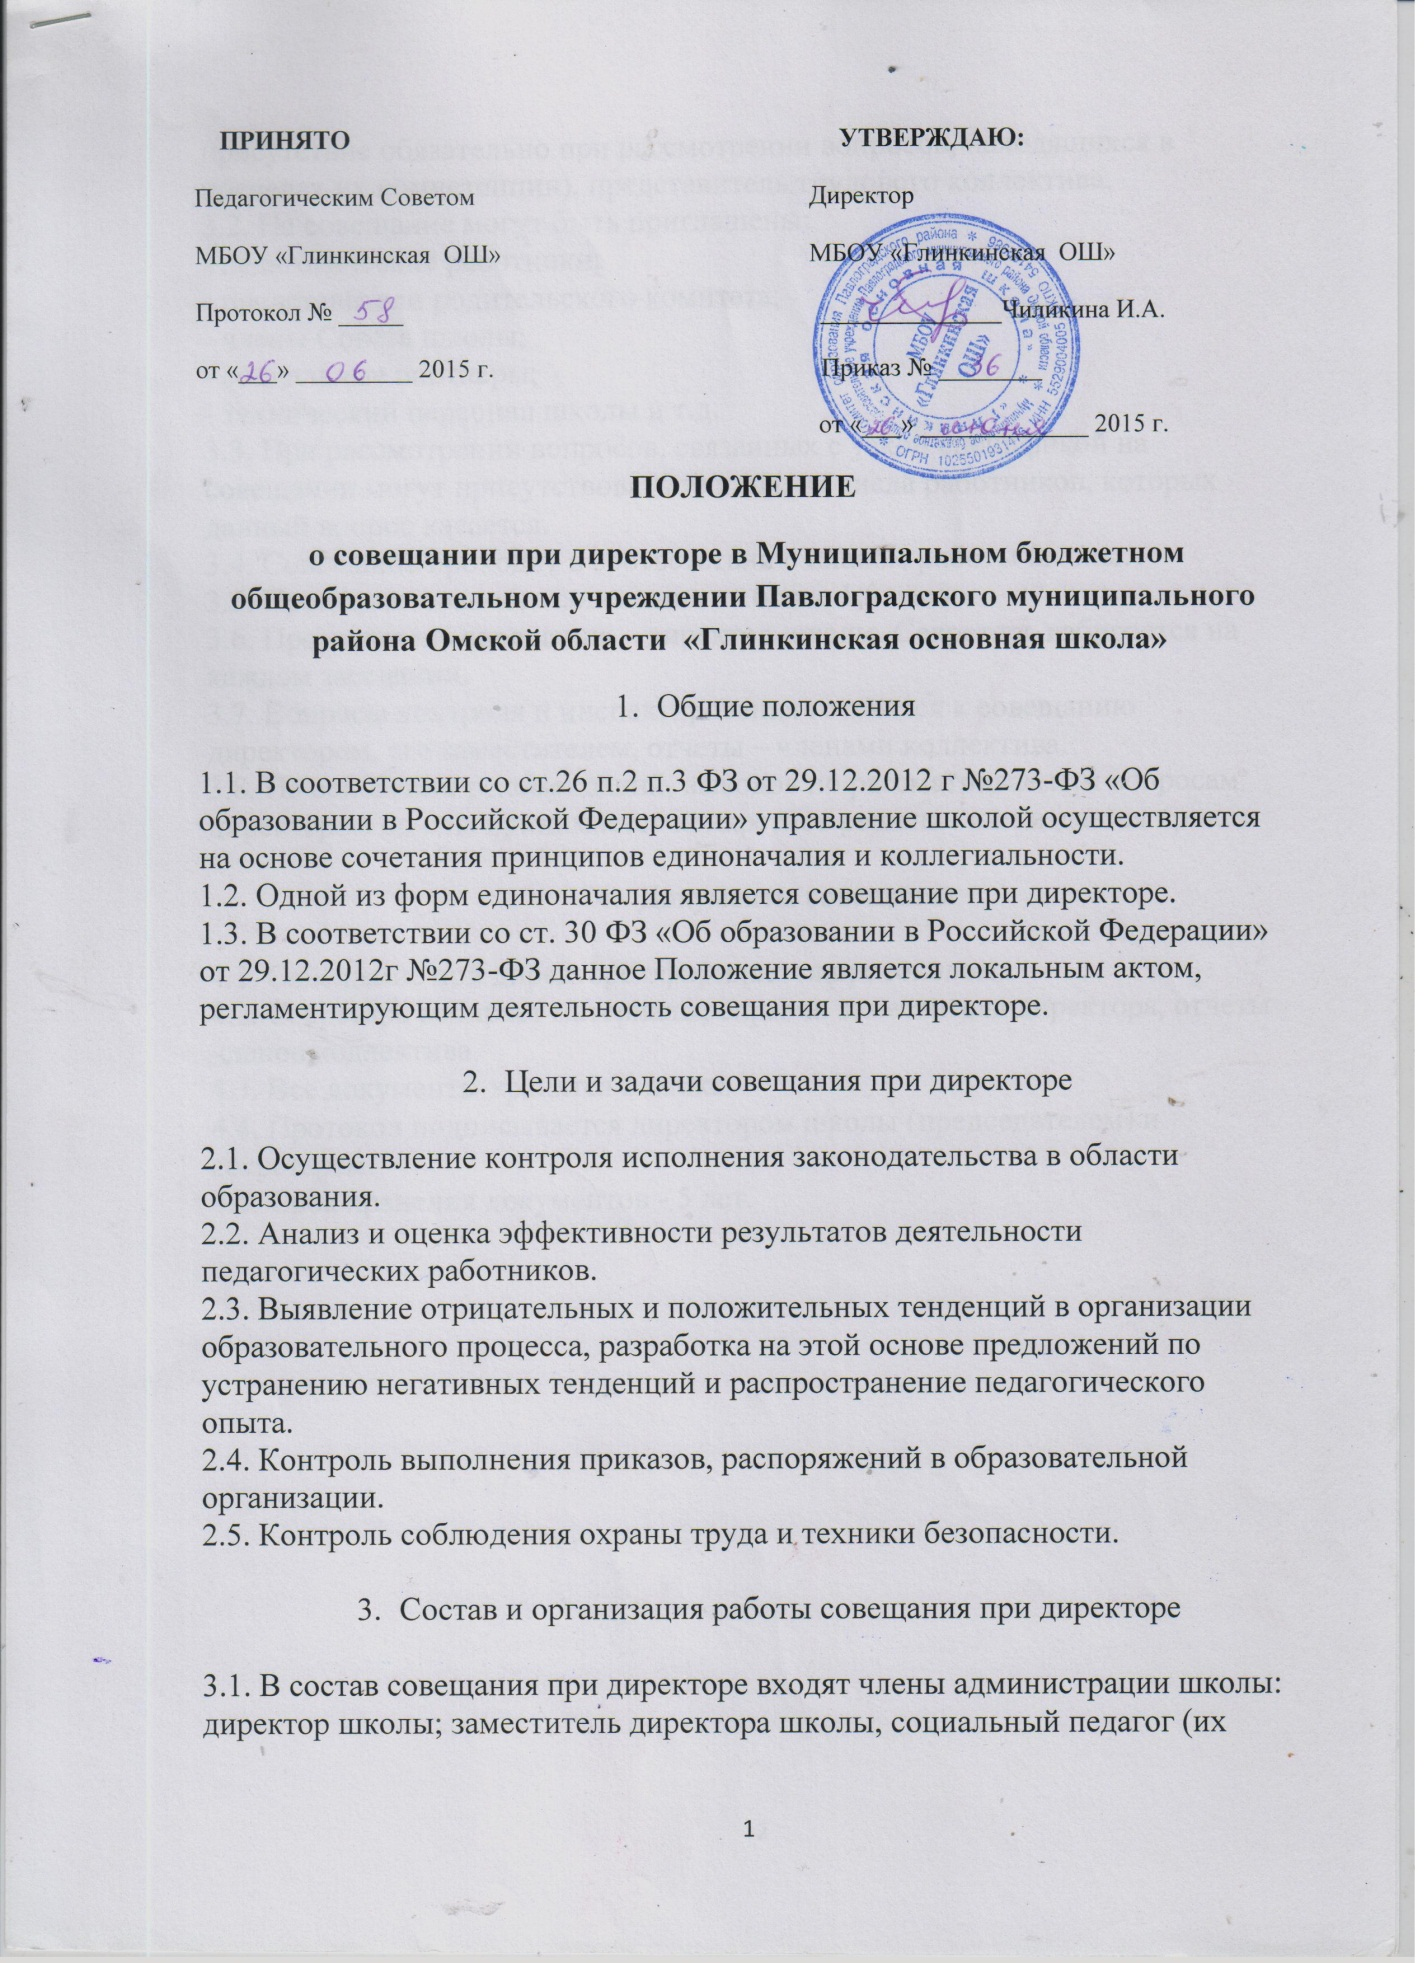 ПРИНЯТО
Педагогическим Советом
МБОУ «Глинкинская ОШ»
Протокол № 58
от «26» 06 2015 г.
УТВЕРЖДАЮ:
Директор
МБОУ «Глинкинская ОШ»
Чиликина И.А.
Приказ № 36
от «26» июня 2015 г.
МБОУ
«Глинкинская
ОШ»
ПОЛОЖЕНИЕ
о совещании при директоре в Муниципальном бюджетном
общеобразовательном учреждении Павлоградского муниципального
района Омской области «Глинкинская основная школа»
1. Общие положения
1.1. В соответствии со ст.26 п.2 п.3 ФЗ от 29.12.2012 г №273-ФЗ «Об
образовании в Российской Федерации» управление школой осуществляется
на основе сочетания принципов единоначалия и коллегиальности.
1.2. Одной из форм единоначалия является совещание при директоре.
1.3. В соответствии со ст. 30 ФЗ «Об образовании в Российской Федерации»
от 29.12.2012г №273-ФЗ данное Положение является локальным актом,
регламентирующим деятельность совещания при директоре.
2. Цели и задачи совещания при директоре
2.1. Осуществление контроля исполнения законодательства в области
образования.
2.2. Анализ и оценка эффективности результатов деятельности
педагогических работников.
2.3. Выявление отрицательных и положительных тенденций в организации
образовательного процесса, разработка на этой основе предложений по
устранению негативных тенденций и распространение педагогического
опыта.
2.4. Контроль выполнения приказов, распоряжений в образовательной
организации.
2.5. Контроль соблюдения охраны труда и техники безопасности.
3. Состав и организация работы совещания при директоре
3.1. В состав совещания при директоре входят члены администрации школы:
директор школы; заместитель директора школы, социальный педагог (их
1